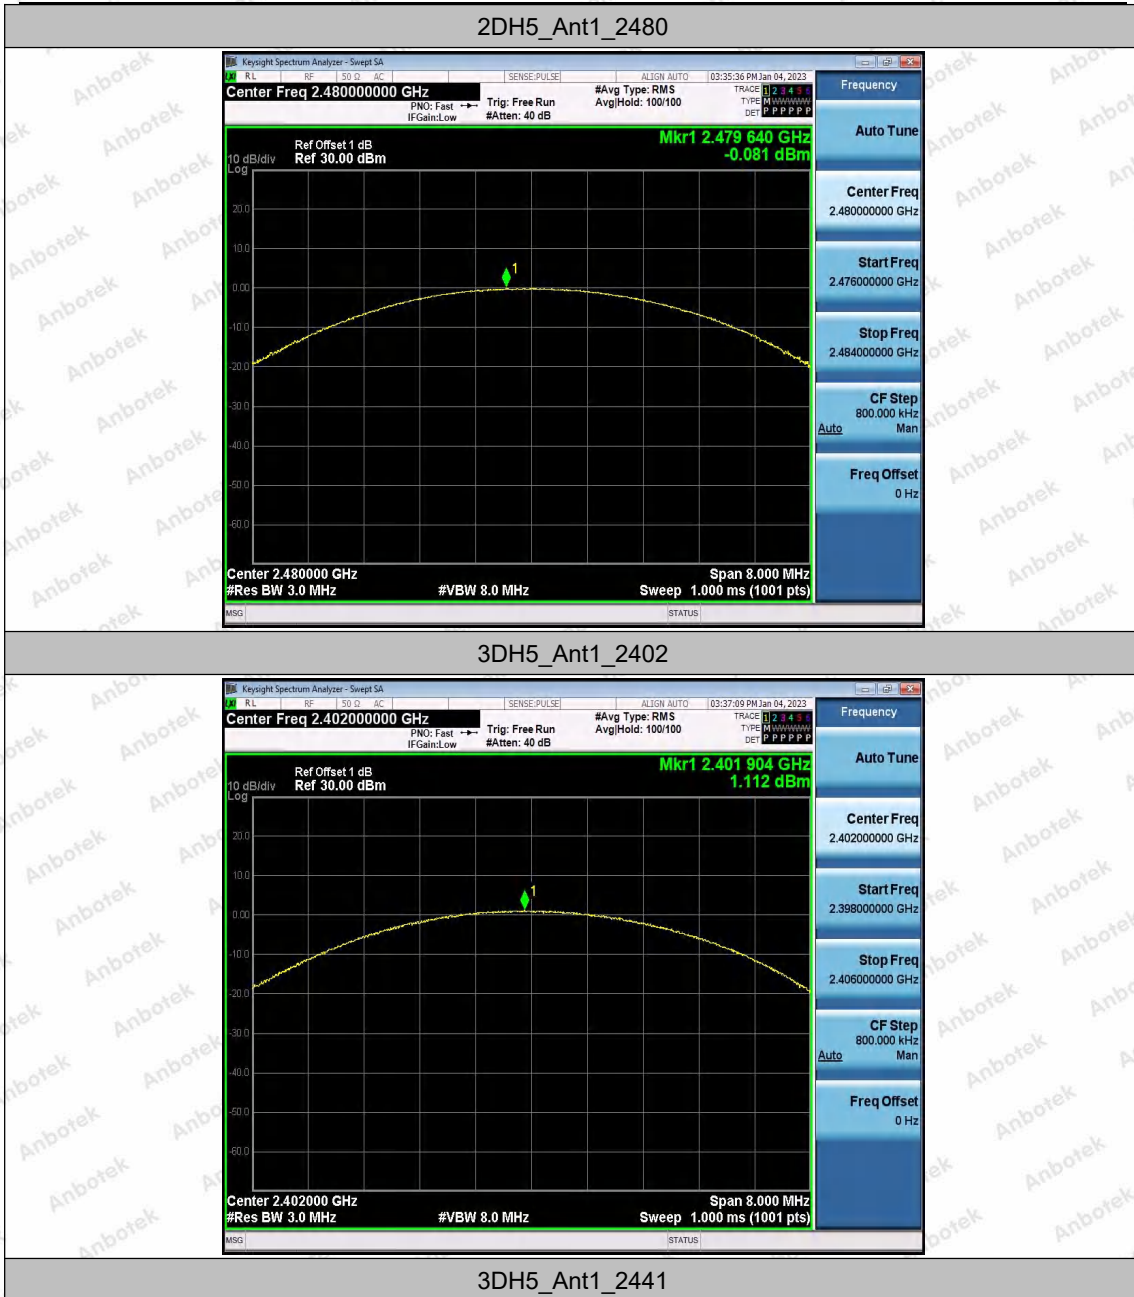 2DH5_Ant1_2480
Keysight Spectrum Analyzer - Swept SA
RL RF 50 Ω AC SENSE:PULSE ALIGN AUTO 03:35:36 PM Jan 04, 2023
Center Freq 2.480000000 GHz
PNO: Fast
IFGain:Low
Trig: Free Run
#Atten: 40 dB
#Avg Type: RMS
Avg|Hold: 100/100
TRACE 1 2 3 4 5 6
TYPE M W W W W W
DET P P P P P P
Frequency
Mkr1 2.479 640 GHz
-0.081 dBm
Ref Offset 1 dB
10 dB/div Ref 30.00 dBm
Log
20.0
10.0
0.00
-10.0
-20.0
-30.0
-40.0
-50.0
-60.0
1
Auto Tune
Center Freq
2.480000000 GHz
Start Freq
2.476000000 GHz
Stop Freq
2.484000000 GHz
CF Step
800.000 kHz
Auto Man
Freq Offset
0 Hz
Center 2.480000 GHz Span 8.000 MHz
#Res BW 3.0 MHz #VBW 8.0 MHz Sweep 1.000 ms (1001 pts)
MSG STATUS
3DH5_Ant1_2402
Keysight Spectrum Analyzer - Swept SA
RL RF 50 Ω AC SENSE:PULSE ALIGN AUTO 03:37:09 PM Jan 04, 2023
Center Freq 2.402000000 GHz
PNO: Fast
IFGain:Low
Trig: Free Run
#Atten: 40 dB
#Avg Type: RMS
Avg|Hold: 100/100
TRACE 1 2 3 4 5 6
TYPE M W W W W W
DET P P P P P P
Frequency
Mkr1 2.401 904 GHz
1.112 dBm
Ref Offset 1 dB
10 dB/div Ref 30.00 dBm
Log
20.0
10.0
0.00
-10.0
-20.0
-30.0
-40.0
-50.0
-60.0
1
Auto Tune
Center Freq
2.402000000 GHz
Start Freq
2.398000000 GHz
Stop Freq
2.406000000 GHz
CF Step
800.000 kHz
Auto Man
Freq Offset
0 Hz
Center 2.402000 GHz Span 8.000 MHz
#Res BW 3.0 MHz #VBW 8.0 MHz Sweep 1.000 ms (1001 pts)
MSG STATUS
3DH5_Ant1_2441